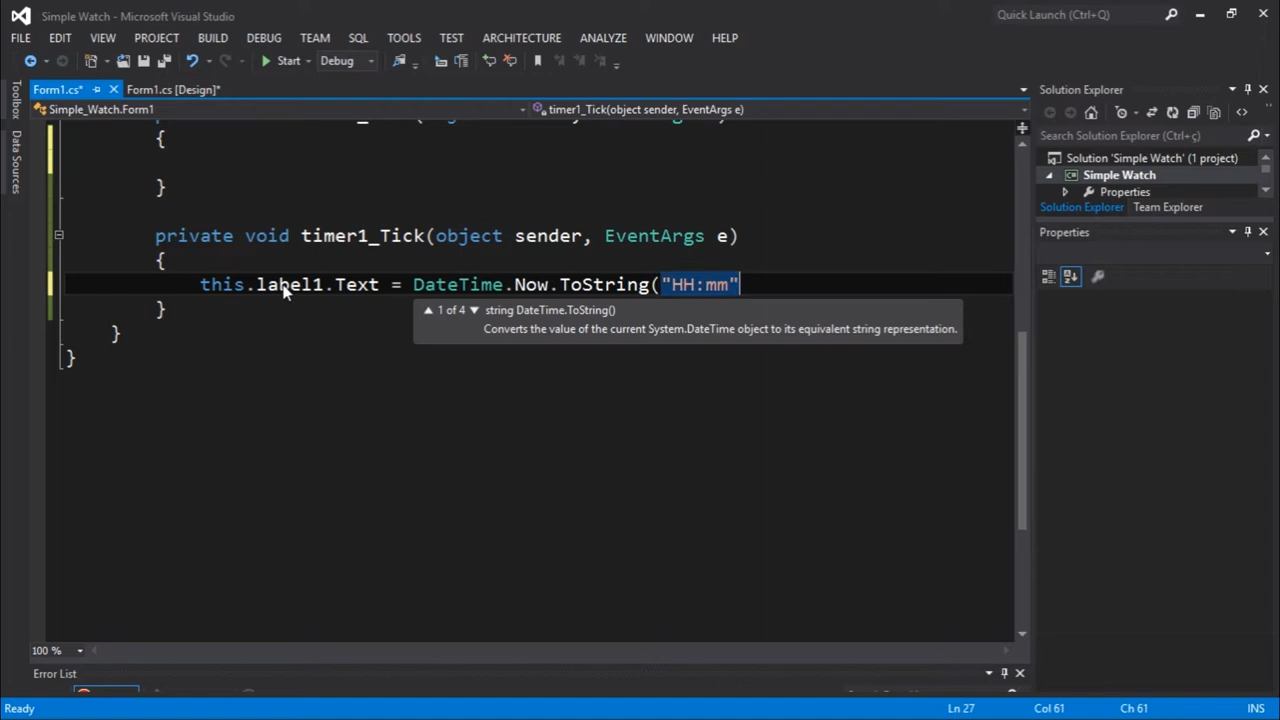 Simple Watch - Microsoft Visual Studio
Quick Launch (Ctrl+Q)
FILE EDIT VIEW PROJECT BUILD DEBUG TEAM SQL TOOLS TEST ARCHITECTURE ANALYZE WINDOW HELP
Start Debug
Toolbox
Data Sources
Form1.cs* Form1.cs [Design]*
Simple_Watch.Form1 timer1_Tick(object sender, EventArgs e)
{
}
private void timer1_Tick(object sender, EventArgs e)
{
this.label1.Text = DateTime.Now.ToString("HH:mm"
1 of 4 string DateTime.ToString()
Converts the value of the current System.DateTime object to its equivalent string representation.
}
}
}
100 %
Error List
Solution Explorer
Search Solution Explorer (Ctrl+ç)
Solution 'Simple Watch' (1 project)
Simple Watch
Properties
Solution Explorer Team Explorer
Properties
Ready Ln 27 Col 61 Ch 61 INS